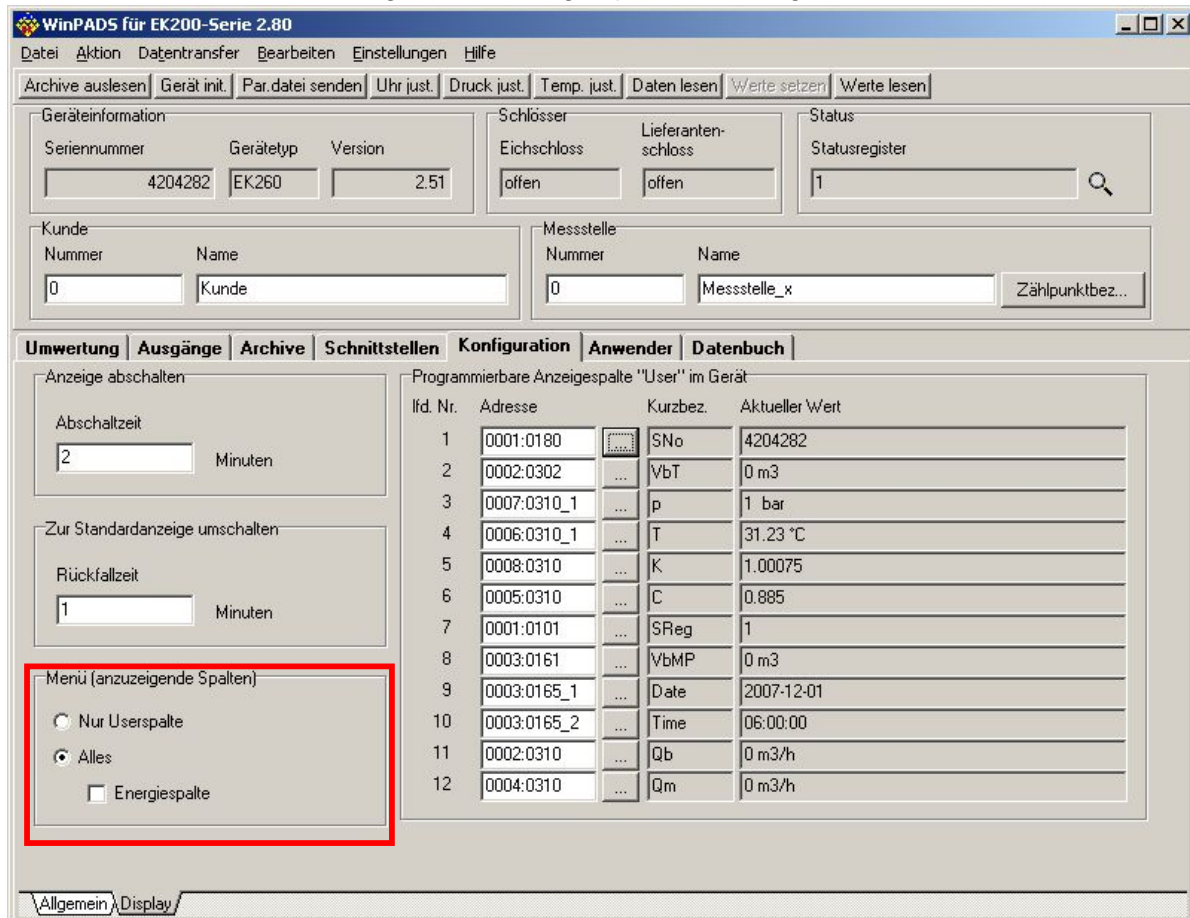 WinPADS für EK200-Serie 2.80
Datei Aktion Datentransfer Bearbeiten Einstellungen Hilfe
Archive auslesen Gerät init. Par.datei senden Uhr just. Druck just. Temp. just. Daten lesen Werte setzen Werte lesen
Geräteinformation Schlösser Status
Seriennummer Gerätetyp Version Eichschloss Lieferanten-schloss Statusregister
4204282 EK260 2.51 offen offen 1
Kunde Messstelle
Nummer Name Nummer Name
0 Kunde 0 Messstelle_x Zählpunktbez...
Umwertung Ausgänge Archive Schnittstellen Konfiguration Anwender Datenbuch
Anzeige abschalten
Abschaltzeit
2 Minuten
Zur Standardanzeige umschalten
Rückfallzeit
1 Minuten
Menü (anzuzeigende Spalten)
Nur Userspalte
Alles
Energiespalte
Programmierbare Anzeigespalte "User" im Gerät
lfd. Nr. Adresse Kurzbez. Aktueller Wert
1 0001:0180 ... SNo 4204282
2 0002:0302 ... VbT 0 m3
3 0007:0310_1 ... p 1 bar
4 0006:0310_1 ... T 31.23 °C
5 0008:0310 ... K 1.00075
6 0005:0310 ... C 0.885
7 0001:0101 ... SReg 1
8 0003:0161 ... VbMP 0 m3
9 0003:0165_1 ... Date 2007-12-01
10 0003:0165_2 ... Time 06:00:00
11 0002:0310 ... Qb 0 m3/h
12 0004:0310 ... Qm 0 m3/h
Allgemein Display